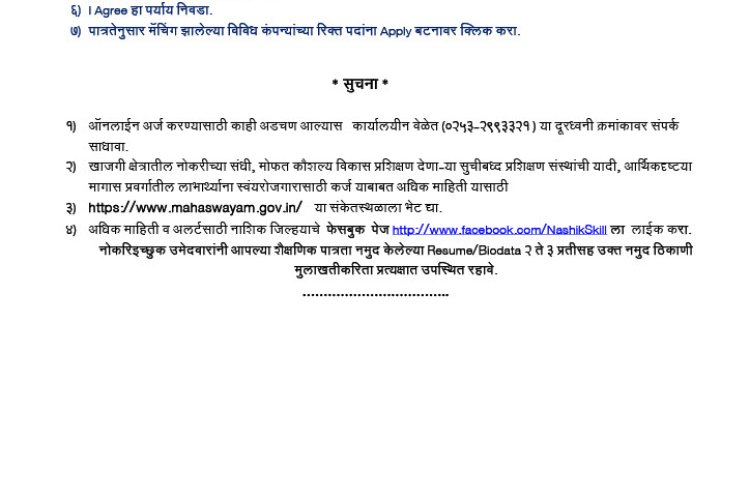 ६) I Agree हा पर्याय निवडा.
७) पात्रतेनुसार मॅचिंग झालेल्या विविध कंपन्यांच्या रिक्त पदांना Apply बटनावर क्लिक करा.
* सुचना *
१) ऑनलाईन अर्ज करण्यासाठी काही अडचण आल्यास कार्यालयीन वेळेत (०२५३-२९९३३२१) या दूरध्वनी क्रमांकावर संपर्क
साधावा.
२) खाजगी क्षेत्रातील नोकरीच्या संधी, मोफत कौशल्य विकास प्रशिक्षण देणा-या सुचीबध्द प्रशिक्षण संस्थांची यादी, आर्थिकदृष्टया
मागास प्रवर्गातील लाभार्थ्यांना स्वंयरोजगारासाठी कर्ज याबाबत अधिक माहिती यासाठी
३) https://www.mahaswayam.gov.in/ या संकेतस्थळाला भेट द्या.
४) अधिक माहिती व अलर्टसाठी नाशिक जिल्हयाचे फेसबुक पेज http://www.facebook.com/NashikSkill ला लाईक करा.
नोकरिइच्छुक उमेदबारांनी आपल्या शैक्षणिक पात्रता नमुद केलेल्या Resume/Biodata २ ते ३ प्रतीसह उक्त नमुद ठिकाणी
मुलाखतीकरिता प्रत्यक्षात उपस्थित रहावे.
......................................